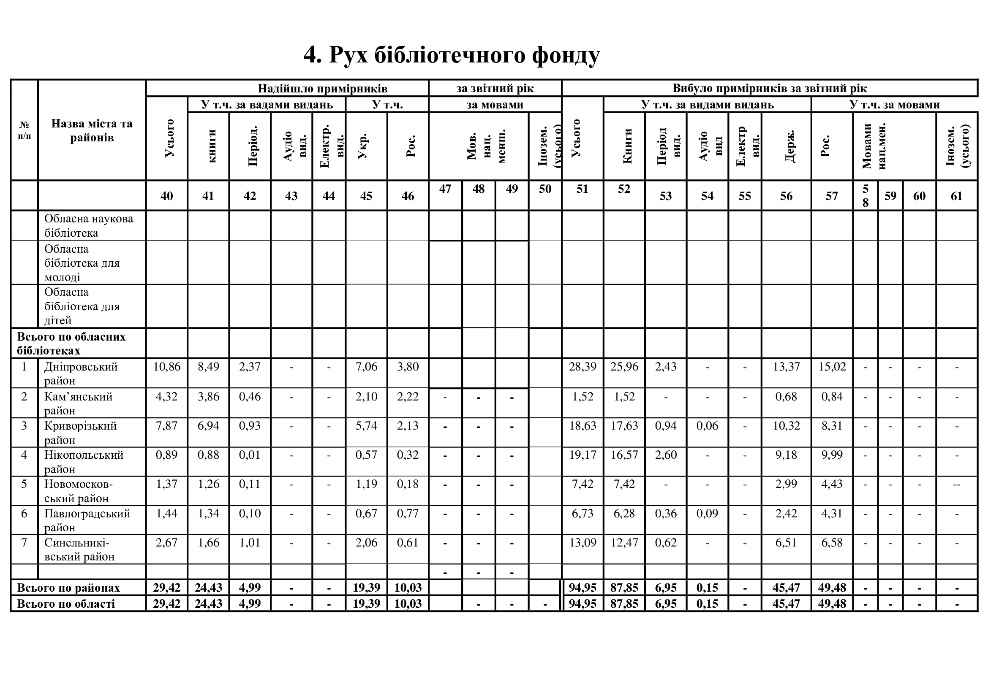 4. Рух бібліотечного фонду
№ п/п Назва міста та районів Надійшло примірників за звітний рік Вибуло примірників за звітний рік
У т.ч. за вадами видань У т.ч. за мовами У т.ч. за видами видань У т.ч. за мовами
Усього книги Період. Аудіо вид. Електр. вид. Укр. Рос. Мов. нац. менш. Інозем. (усього) Усього Книги Період вид. Аудіо вид Електр вид. Держ. Рос. Мовами нац.мен. Інозем. (усього)
40 41 42 43 44 45 46 47 48 49 50 51 52 53 54 55 56 57 58 59 60 61
Обласна наукова
бібліотека
Обласна
бібліотека для
молоді
Обласна
бібліотека для
дітей
Всього по обласних
бібліотеках
1 Дніпровський 10,86 8,49 2,37 - - 7,06 3,80 28,39 25,96 2,43 - - 13,37 15,02 - - - -
район
2 Кам’янський 4,32 3,86 0,46 - - 2,10 2,22 - - - 1,52 1,52 - - - 0,68 0,84 - - - -
район
3 Криворізький 7,87 6,94 0,93 - - 5,74 2,13 - - - 18,63 17,63 0,94 0,06 - 10,32 8,31 - - - -
район
4 Нікопольський 0,89 0,88 0,01 - - 0,57 0,32 - - - 19,17 16,57 2,60 - - 9,18 9,99 - - - -
район
5 Новомосков- 1,37 1,26 0,11 - - 1,19 0,18 - - - 7,42 7,42 - - - 2,99 4,43 - - - --
ський район
6 Павлоградський 1,44 1,34 0,10 - - 0,67 0,77 - - - 6,73 6,28 0,36 0,09 - 2,42 4,31 - - - -
район
7 Синельникі- 2,67 1,66 1,01 - - 2,06 0,61 - - - 13,09 12,47 0,62 - - 6,51 6,58 - - - -
вський район
- - -
Всього по районах 29,42 24,43 4,99 - - 19,39 10,03 94,95 87,85 6,95 0,15 - 45,47 49,48 - - - -
Всього по області 29,42 24,43 4,99 - - 19,39 10,03 - - - 94,95 87,85 6,95 0,15 - 45,47 49,48 - - - -